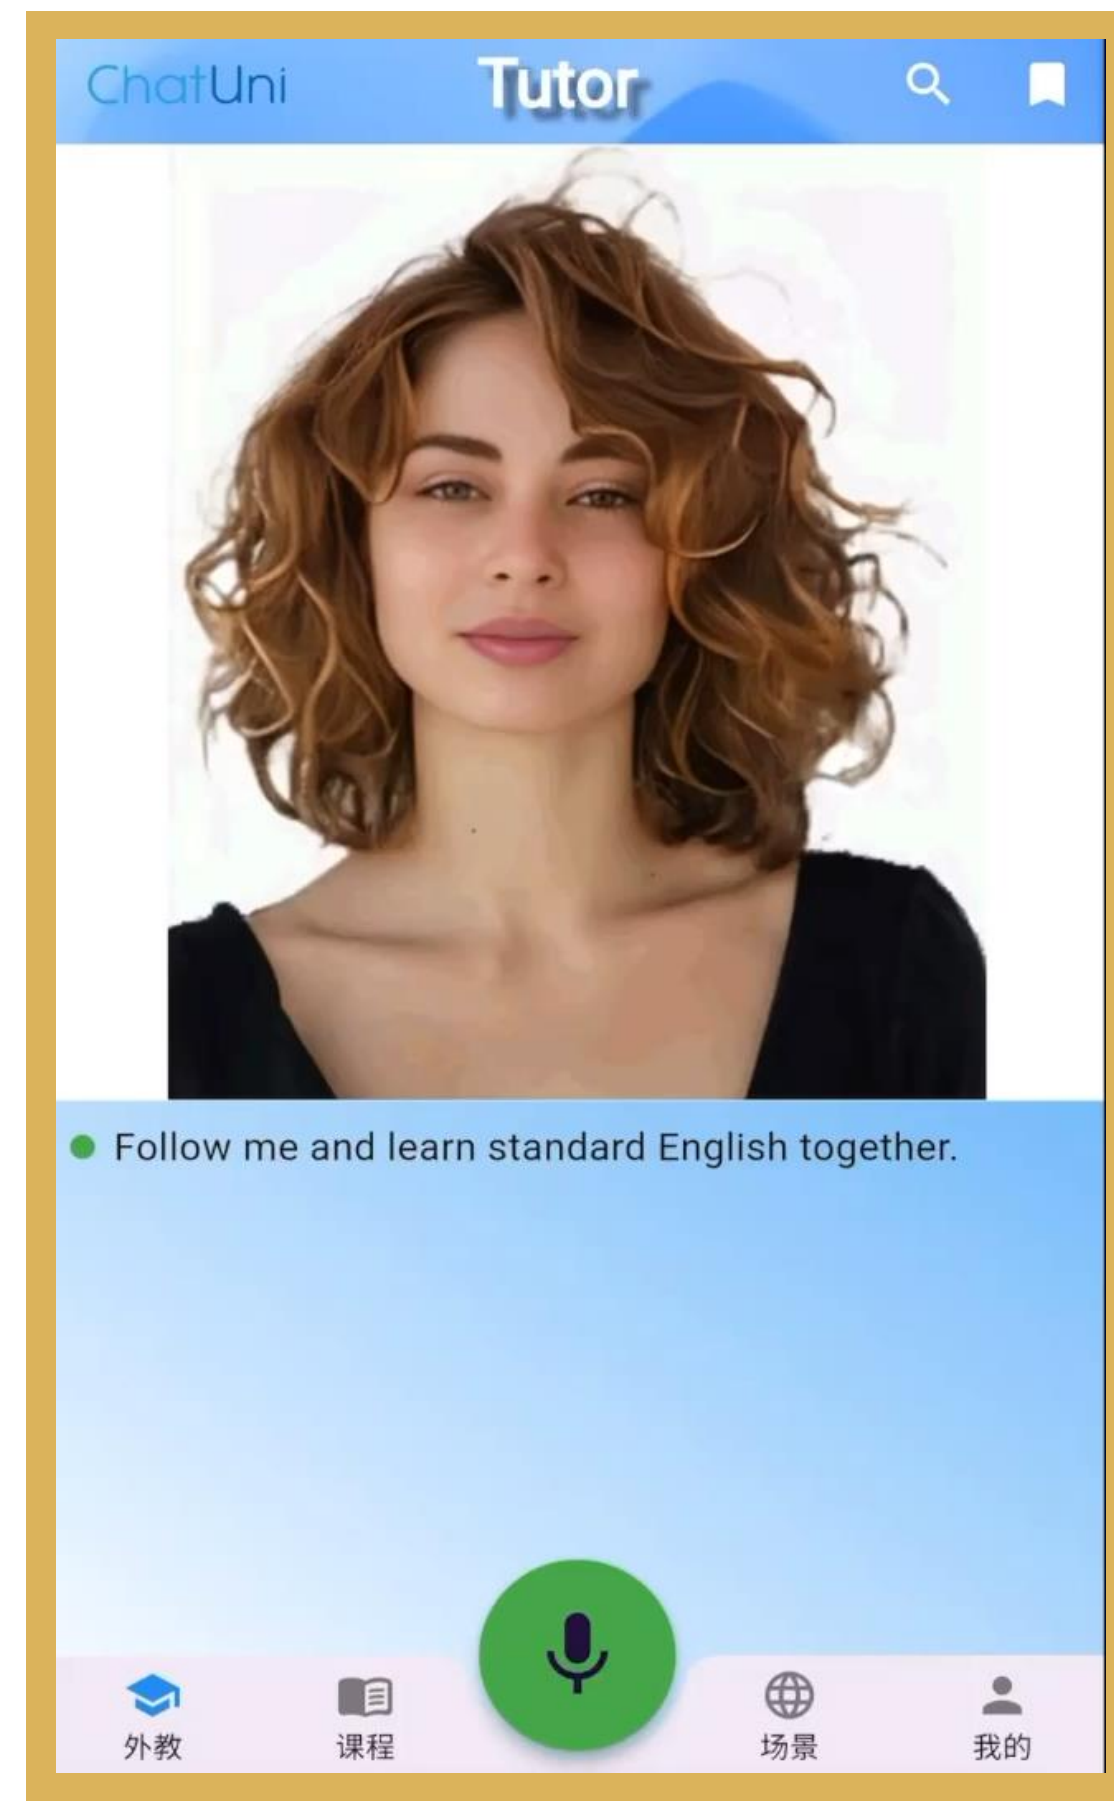 ChatUni
Tutor
Follow me and learn standard English together.
外教
课程
场景
我的